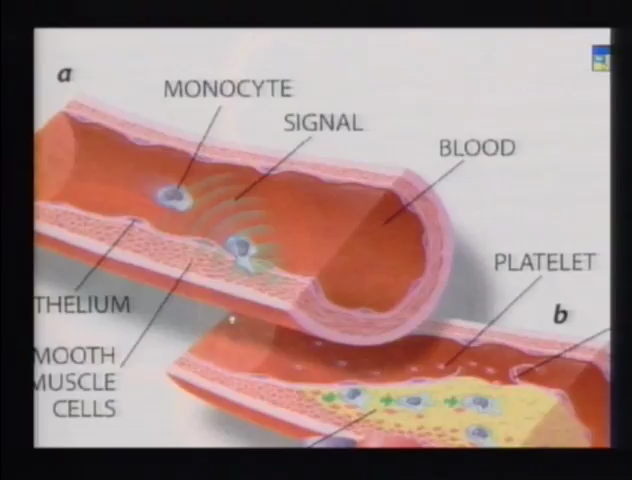 a
MONOCYTE
SIGNAL
BLOOD
PLATELET
THELIUM
b
MOOTH
MUSCLE
CELLS